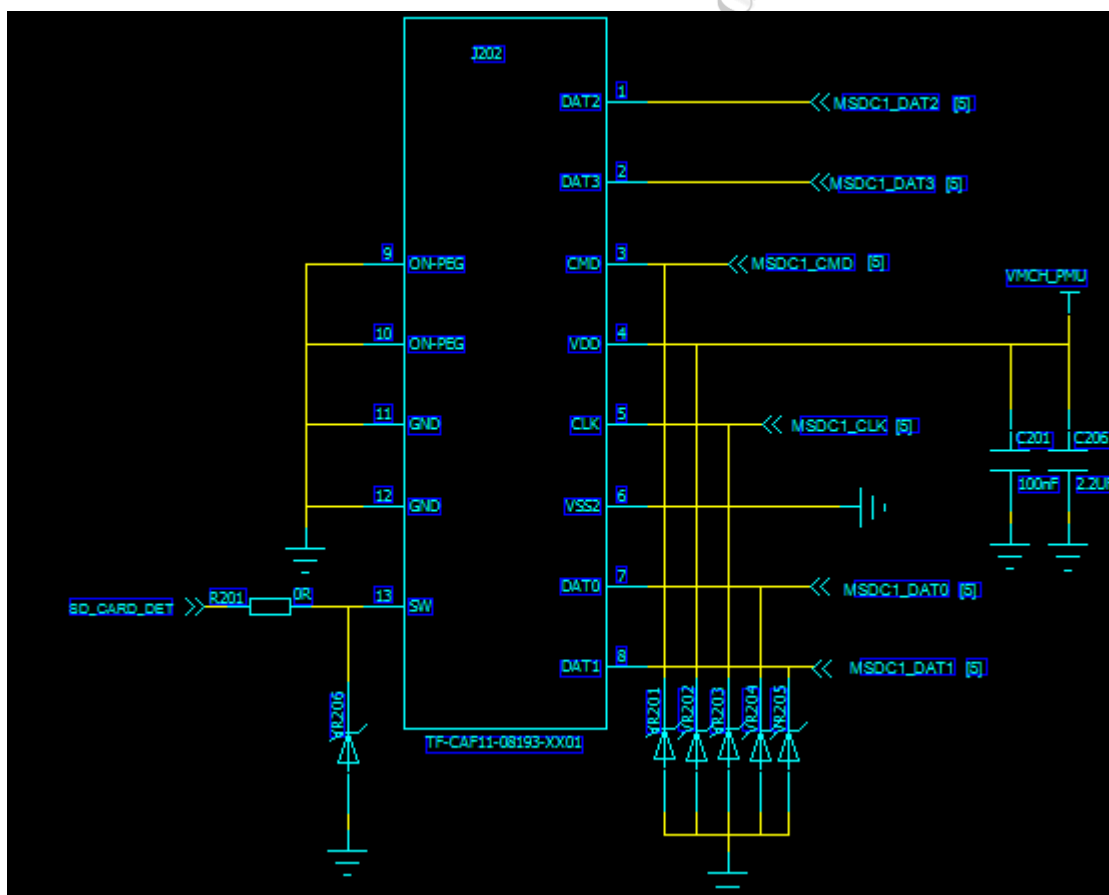 J202
DAT2 1 MSDC1_DAT2 [5]
DAT3 2 MSDC1_DAT3 [5]
9 ON-PEG CMD 3 MSDC1_CMD [5]
VMCH_PMU
10 ON-PEG VDD 4
11 GND CLK 5 MSDC1_CLK [5]
C201 C206
100nF 2.2U
12 GND VSS2 6
SD_CARD_DET R201 0R 13 SW DAT0 7 MSDC1_DAT0 [5]
DAT1 8 MSDC1_DAT1 [5]
VR206 VR201 VR202 VR203 VR204 VR205
TF-CAF11-08193-XX01